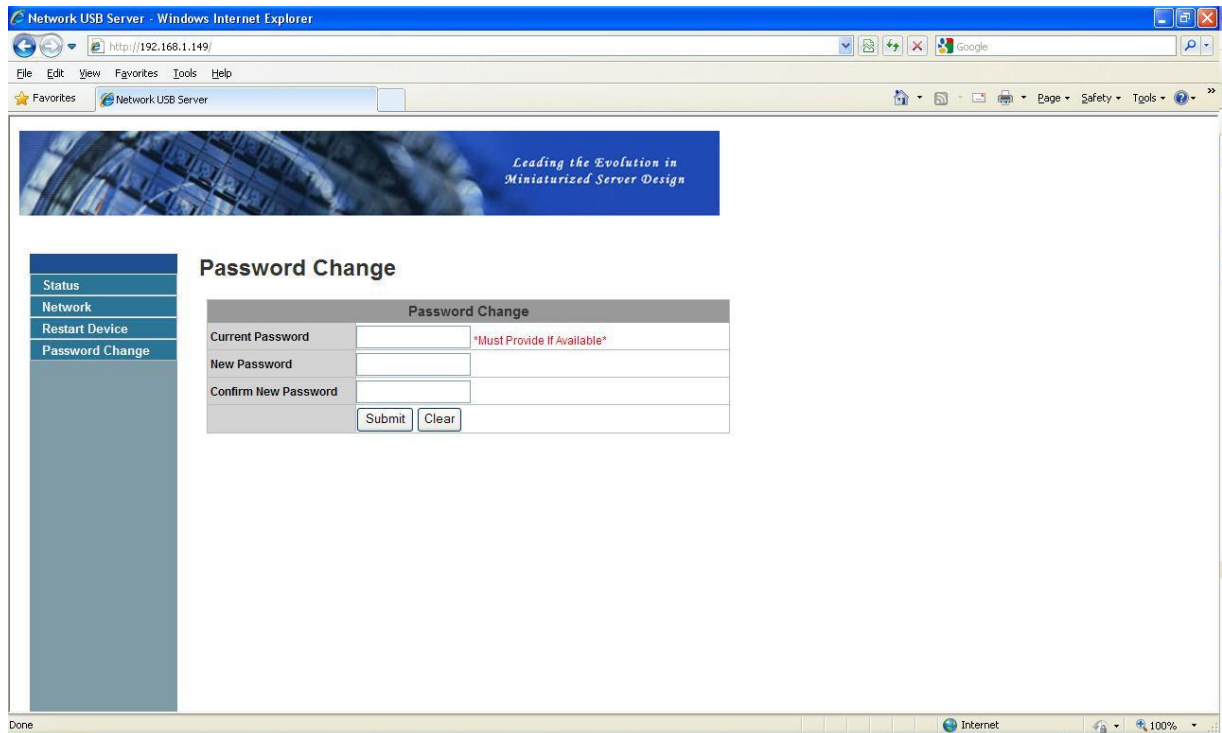 Network USB Server - Windows Internet Explorer
http://192.168.1.149/
Google
File Edit View Favorites Tools Help
Favorites Network USB Server Page Safety Tools »
Leading the Evolution in
Miniaturized Server Design
Password Change
Status
Network
Restart Device
Password Change
Password Change
Current Password *Must Provide If Available*
New Password
Confirm New Password
Submit Clear
Done Internet 100%